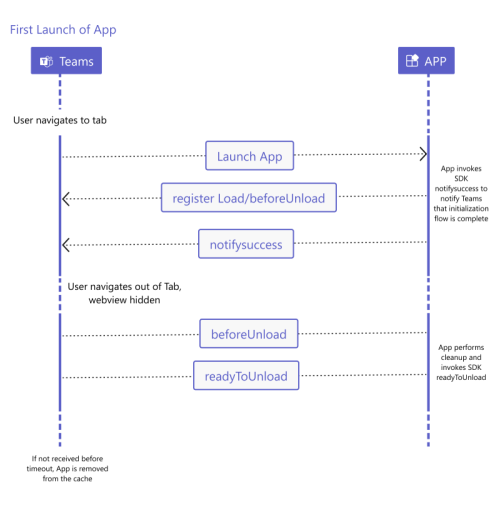 First Launch of App
Teams
APP
User navigates to tab
Launch App
App invokes
SDK
notifysuccess to
notify Teams
that initialization
flow is complete
register Load/beforeUnload
notifysuccess
User navigates out of Tab,
webview hidden
beforeUnload
App performs
cleanup and
invokes SDK
readyToUnload
readyToUnload
If not received before
timeout, App is removed
from the cache